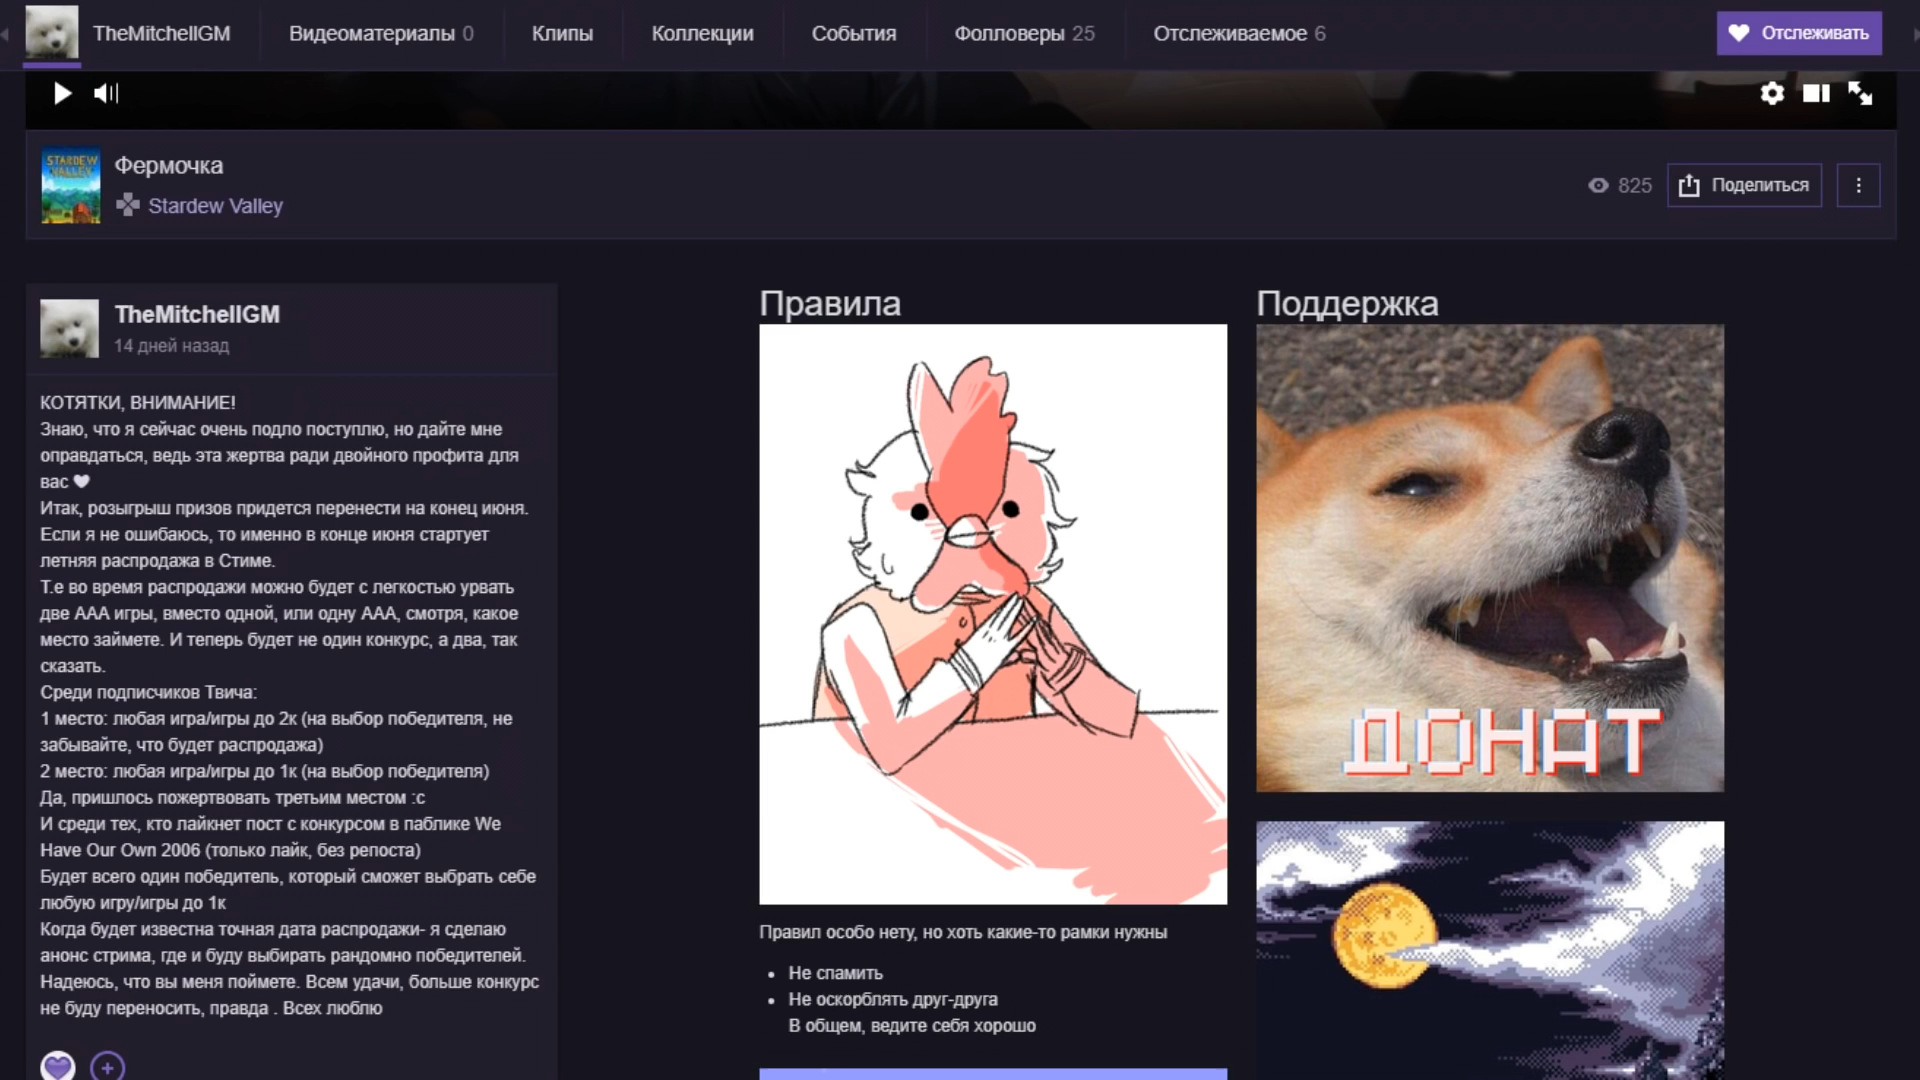 TheMitchellGM Видеоматериалы 0 Клипы Коллекции События Фолловеры 25 Отслеживаемое 6 Отслеживать
STARDEW
VALLEY
Фермочка
Stardew Valley
825 Поделиться
TheMitchellGM
14 дней назад
КОТЯТКИ, ВНИМАНИЕ!
Знаю, что я сейчас очень подло поступлю, но дайте мне
оправдаться, ведь эта жертва ради двойного профита для
вас
Итак, розыгрыш призов придется перенести на конец июня.
Если я не ошибаюсь, то именно в конце июня стартует
летняя распродажа в Стиме.
Т.е во время распродажи можно будет с легкостью урвать
две ААА игры, вместо одной, или одну ААА, смотря, какое
место займете. И теперь будет не один конкурс, а два, так
сказать.
Среди подписчиков Твича:
1 место: любая игра/игры до 2к (на выбор победителя, не
забывайте, что будет распродажа)
2 место: любая игра/игры до 1к (на выбор победителя)
Да, пришлось пожертвовать третьим местом :с
И среди тех, кто лайкнет пост с конкурсом в паблике We
Have Our Own 2006 (только лайк, без репоста)
Будет всего один победитель, который сможет выбрать себе
любую игру/игры до 1к
Когда будет известна точная дата распродажи- я сделаю
анонс стрима, где и буду выбирать рандомно победителей.
Надеюсь, что вы меня поймете. Всем удачи, больше конкурс
не буду переносить, правда . Всех люблю
Правила
Правил особо нету, но хоть какие-то рамки нужны
• Не спамить
• Не оскорблять друг-друга
В общем, ведите себя хорошо
Поддержка
ДОНАТ